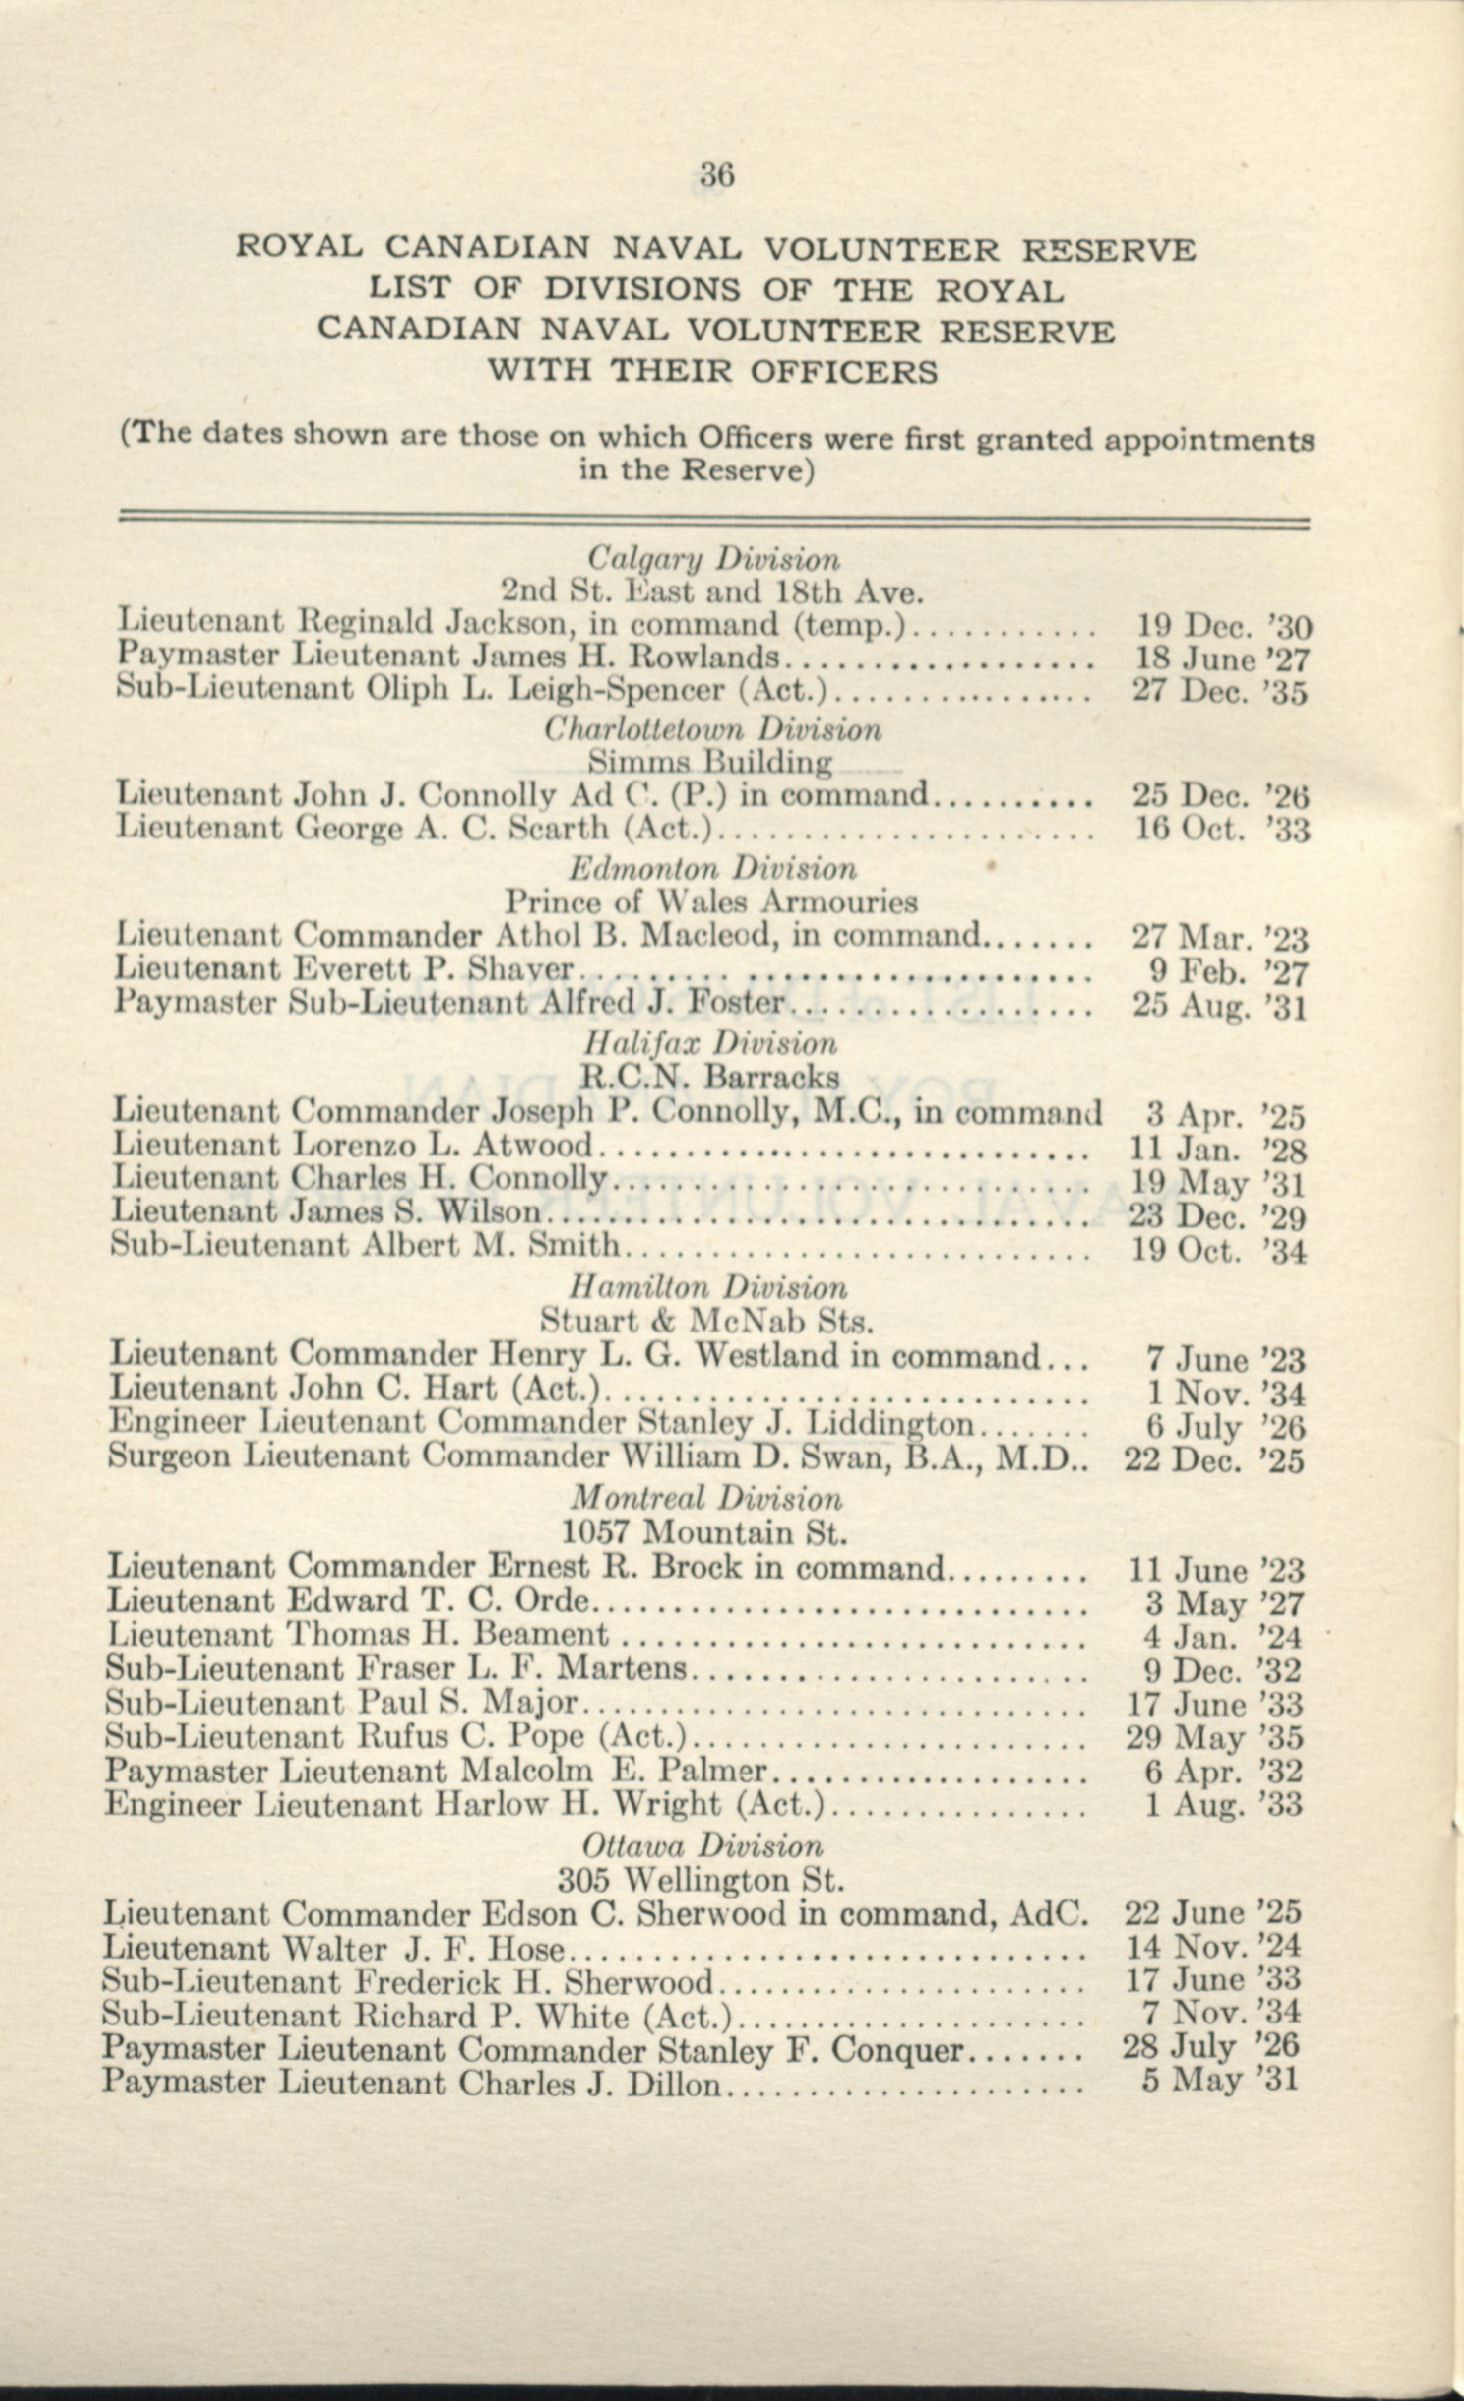 36
ROYAL CANADIAN NAVAL VOLUNTEER RESERVE
LIST OF DIVISIONS OF THE ROYAL
CANADIAN NAVAL VOLUNTEER RESERVE
WITH THEIR OFFICERS
(The dates shown are those on which Officers were first granted appointments
in the Reserve)
Calgary Division
2nd St. East and 18th Ave.
Lieutenant Reginald Jackson, in command (temp.)........... 19 Dec. '30
Paymaster Lieutenant James H. Rowlands.................. 18 June '27
Sub-Lieutenant Oliph L. Leigh-Spencer (Act.)................ 27 Dec. '35
Charlottetown Division
Simms Building
Lieutenant John J. Connolly Ad C. (P.) in command.......... 25 Dec. '26
Lieutenant George A. C. Scarth (Act.)....................... 16 Oct. '33
Edmonton Division
Prince of Wales Armouries
Lieutenant Commander Athol B. Macleod, in command....... 27 Mar. '23
Lieutenant Everett P. Shaver......... .................... 9 Feb. '27
Paymaster Sub-Lieutenant Alfred J. Foster.................. 25 Aug. '31
Halifax Division
R.C.N. Barracks
Lieutenant Commander Joseph P. Connolly, M.C., in command 3 Apr. '25
Lieutenant Lorenzo L. Atwood.............................. 11 Jan. '28
Lieutenant Charles H. Connolly............................. 19 May '31
Lieutenant James S. Wilson................................. 23 Dec. '29
Sub-Lieutenant Albert M. Smith............................ 19 Oct. '34
Hamilton Division
Stuart & McNab Sts.
Lieutenant Commander Henry L. G. Westland in command... 7 June '23
Lieutenant John C. Hart (Act.)............................. 1 Nov. '34
Engineer Lieutenant Commander Stanley J. Liddington....... 6 July '26
Surgeon Lieutenant Commander William D. Swan, B.A., M.D.. 22 Dec. '25
Montreal Division
1057 Mountain St.
Lieutenant Commander Ernest R. Brock in command......... 11 June '23
Lieutenant Edward T. C. Orde.............................. 3 May '27
Lieutenant Thomas H. Beament ............................ 4 Jan. '24
Sub-Lieutenant Fraser L. F. Martens........................ 9 Dec. '32
Sub-Lieutenant Paul S. Major............................... 17 June '33
Sub-Lieutenant Rufus C. Pope (Act.)........................ 29 May '35
Paymaster Lieutenant Malcolm E. Palmer................... 6 Apr. '32
Engineer Lieutenant Harlow H. Wright (Act.)............... 1 Aug. '33
Ottawa Division
305 Wellington St.
Lieutenant Commander Edson C. Sherwood in command, AdC. 22 June '25
Lieutenant Walter J. F. Hose............................... 14 Nov. '24
Sub-Lieutenant Frederick H. Sherwood...................... 17 June '33
Sub-Lieutenant Richard P. White (Act.)..................... 7 Nov. '34
Paymaster Lieutenant Commander Stanley F. Conquer....... 28 July '26
Paymaster Lieutenant Charles J. Dillon...................... 5 May '31